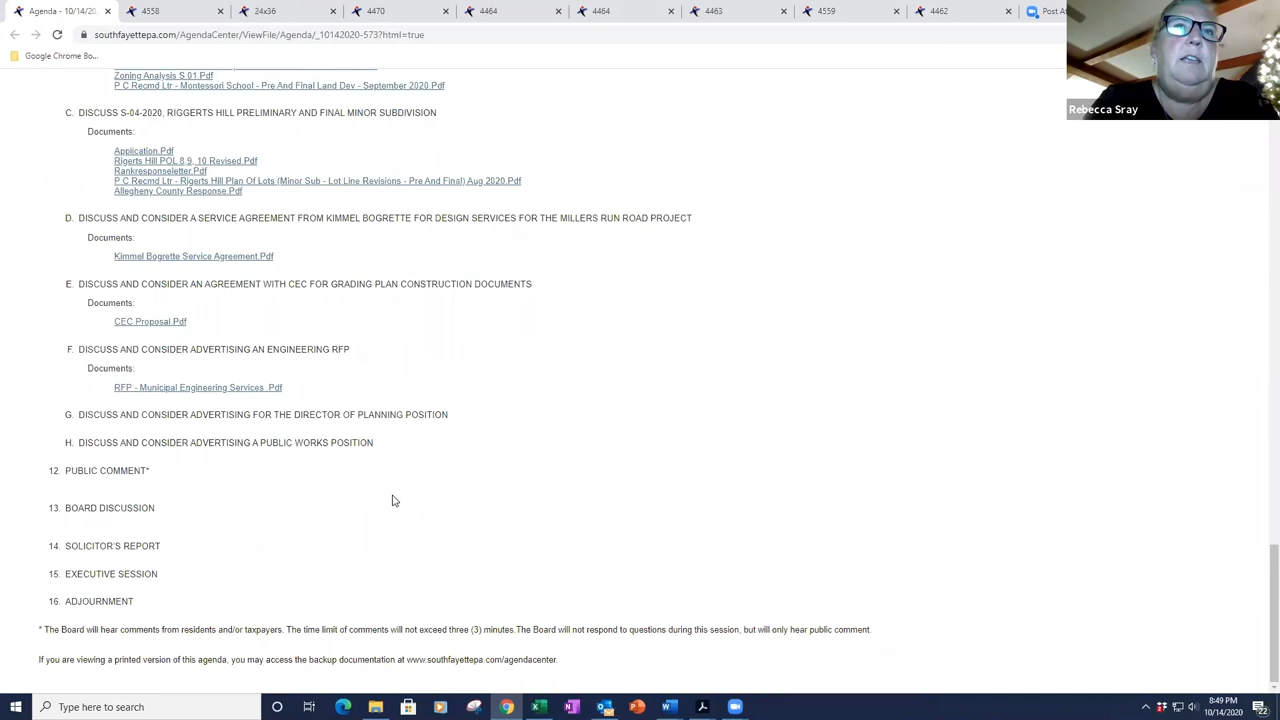 Agenda - 10/14/20
4558
24x36
4470
4464
4464
4463
4559
4462
Post At
southfayettepa.com/AgendaCenter/ViewFile/Agenda/_10142020-573?html=true
Google Chrome Bo...
Rebecca Sray
Zoning Analysis S.01.Pdf
P C Recmd Ltr - Montessori School - Pre And Final Land Dev - September 2020.Pdf
C. DISCUSS S-04-2020, RIGGERTS HILL PRELIMINARY AND FINAL MINOR SUBDIVISION
Documents:
Application.Pdf
Rigerts Hill POL 8,9, 10 Revised.Pdf
Rankresponseletter.Pdf
P C Recmd Ltr - Rigerts Hill Plan Of Lots (Minor Sub - Lot Line Revisions - Pre And Final) Aug 2020.Pdf
Allegheny County Response.Pdf
D. DISCUSS AND CONSIDER A SERVICE AGREEMENT FROM KIMMEL BOGRETTE FOR DESIGN SERVICES FOR THE MILLERS RUN ROAD PROJECT
Documents:
Kimmel Bogrette Service Agreement.Pdf
E. DISCUSS AND CONSIDER AN AGREEMENT WITH CEC FOR GRADING PLAN CONSTRUCTION DOCUMENTS
Documents:
CEC Proposal.Pdf
F. DISCUSS AND CONSIDER ADVERTISING AN ENGINEERING RFP
Documents:
RFP - Municipal Engineering Services .Pdf
G. DISCUSS AND CONSIDER ADVERTISING FOR THE DIRECTOR OF PLANNING POSITION
H. DISCUSS AND CONSIDER ADVERTISING A PUBLIC WORKS POSITION
12. PUBLIC COMMENT*
13. BOARD DISCUSSION
14. SOLICITOR'S REPORT
15. EXECUTIVE SESSION
16. ADJOURNMENT
* The Board will hear comments from residents and/or taxpayers. The time limit of comments will not exceed three (3) minutes.The Board will not respond to questions during this session, but will only hear public comment.
If you are viewing a printed version of this agenda, you may access the backup documentation at www.southfayettepa.com/agendacenter.
Type here to search
8:49 PM
10/14/2020
22